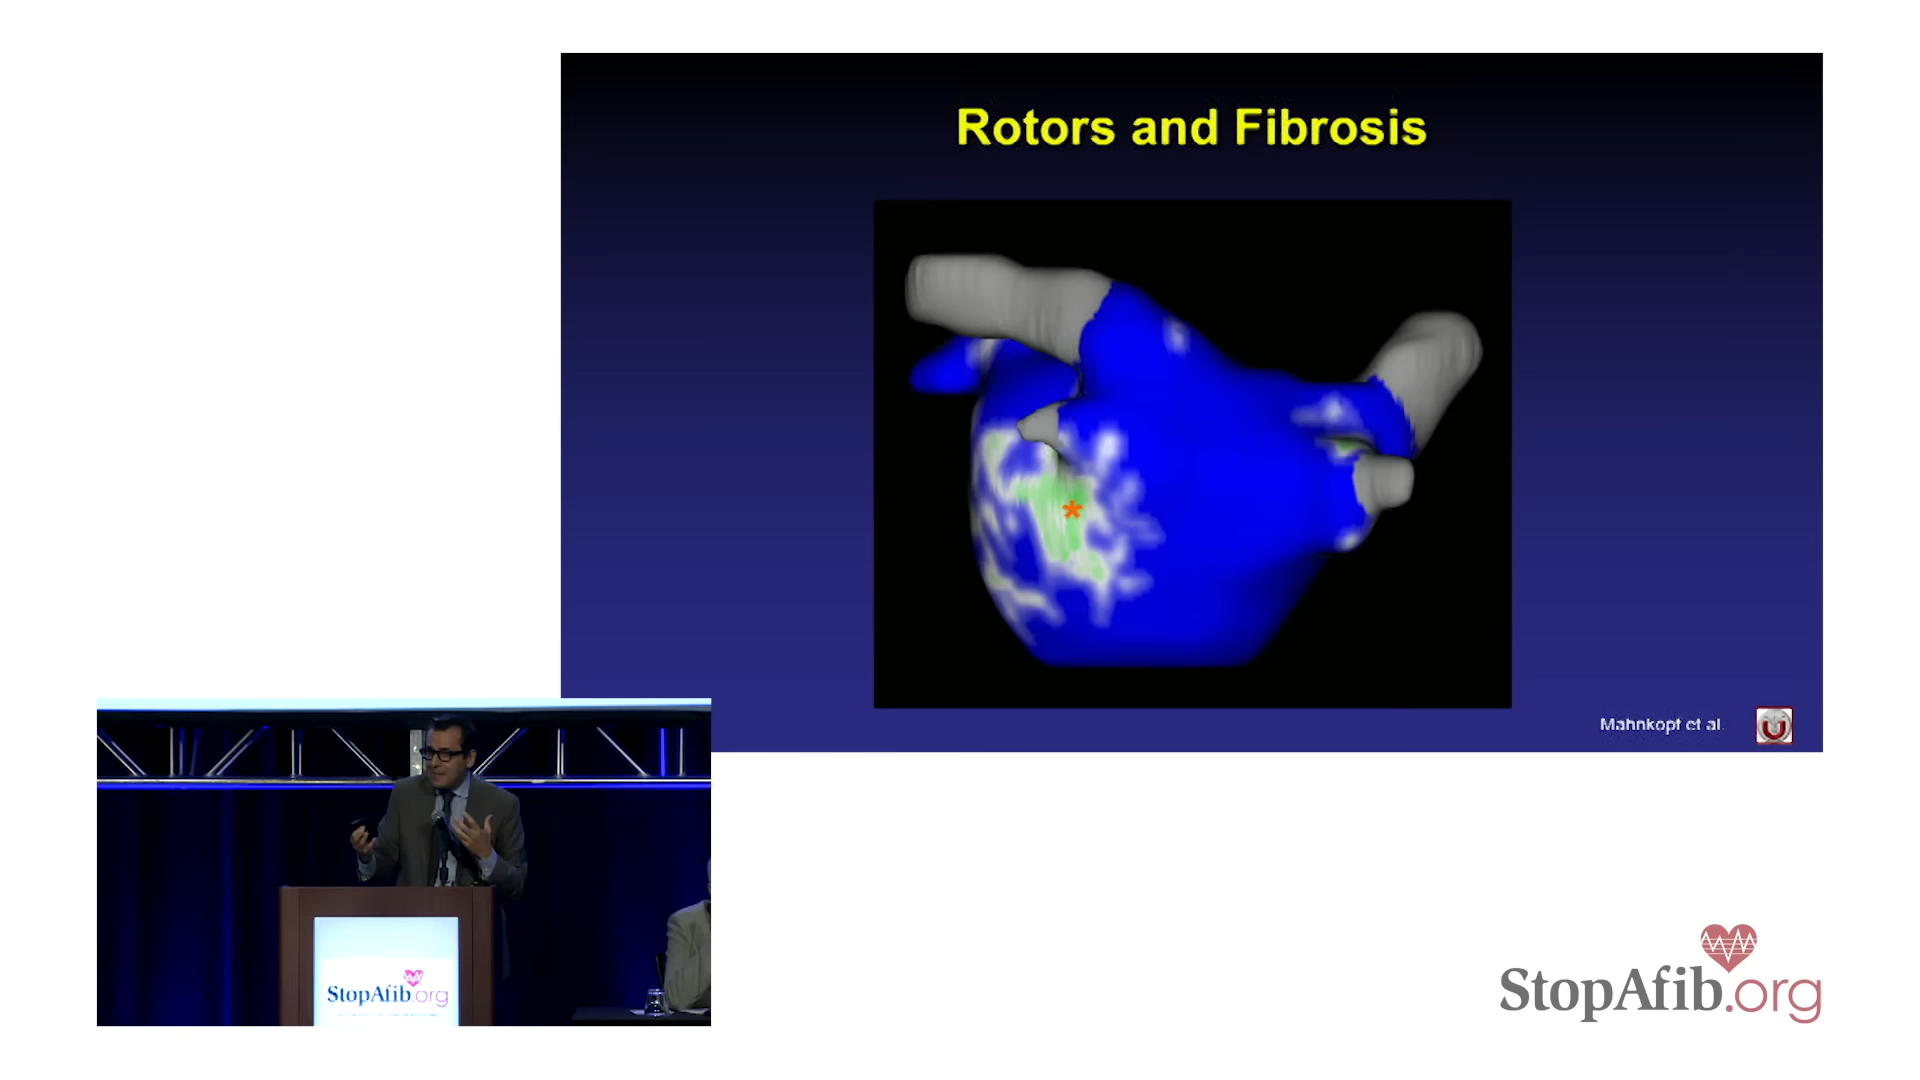 Rotors and Fibrosis
*
Mahnkopf et al.
U
StopAfib.org
StopAfib.org